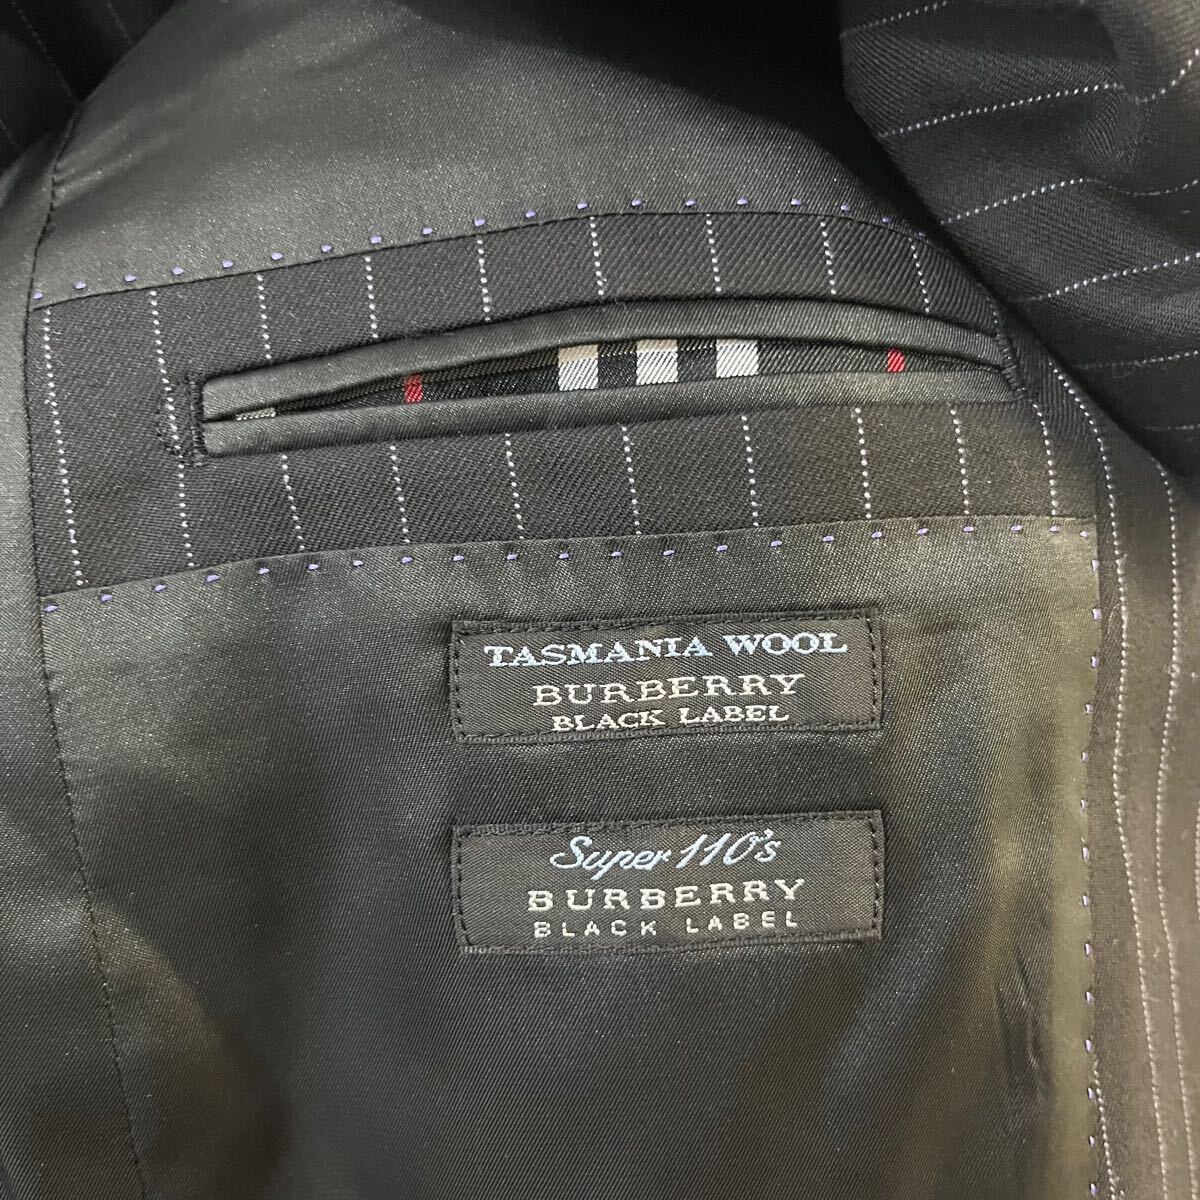 TASMANIA WOOL
BURBERRY
BLACK LABEL
Super 110's
BURBERRY
BLACK LABEL